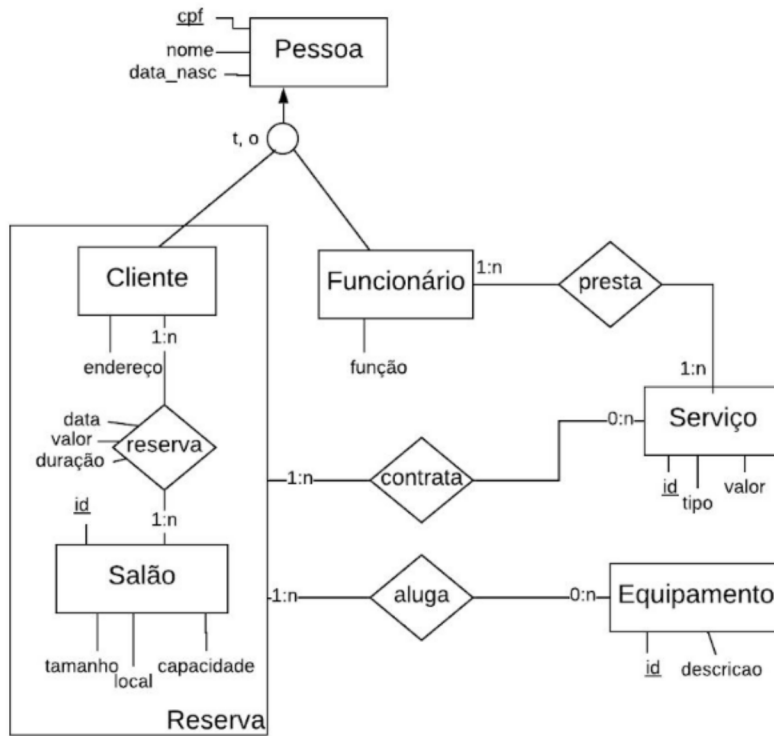 cpf
nome
data_nasc
Pessoa
t, o
Cliente
1:n
endereço
data
valor
duração
reserva
id
1:n
Salão
tamanho
local
capacidade
Reserva
Funcionário
função
1:n
presta
1:n
Serviço
id
tipo
valor
1:n
contrata
0:n
1:n
aluga
0:n
Equipamento
id
descricao